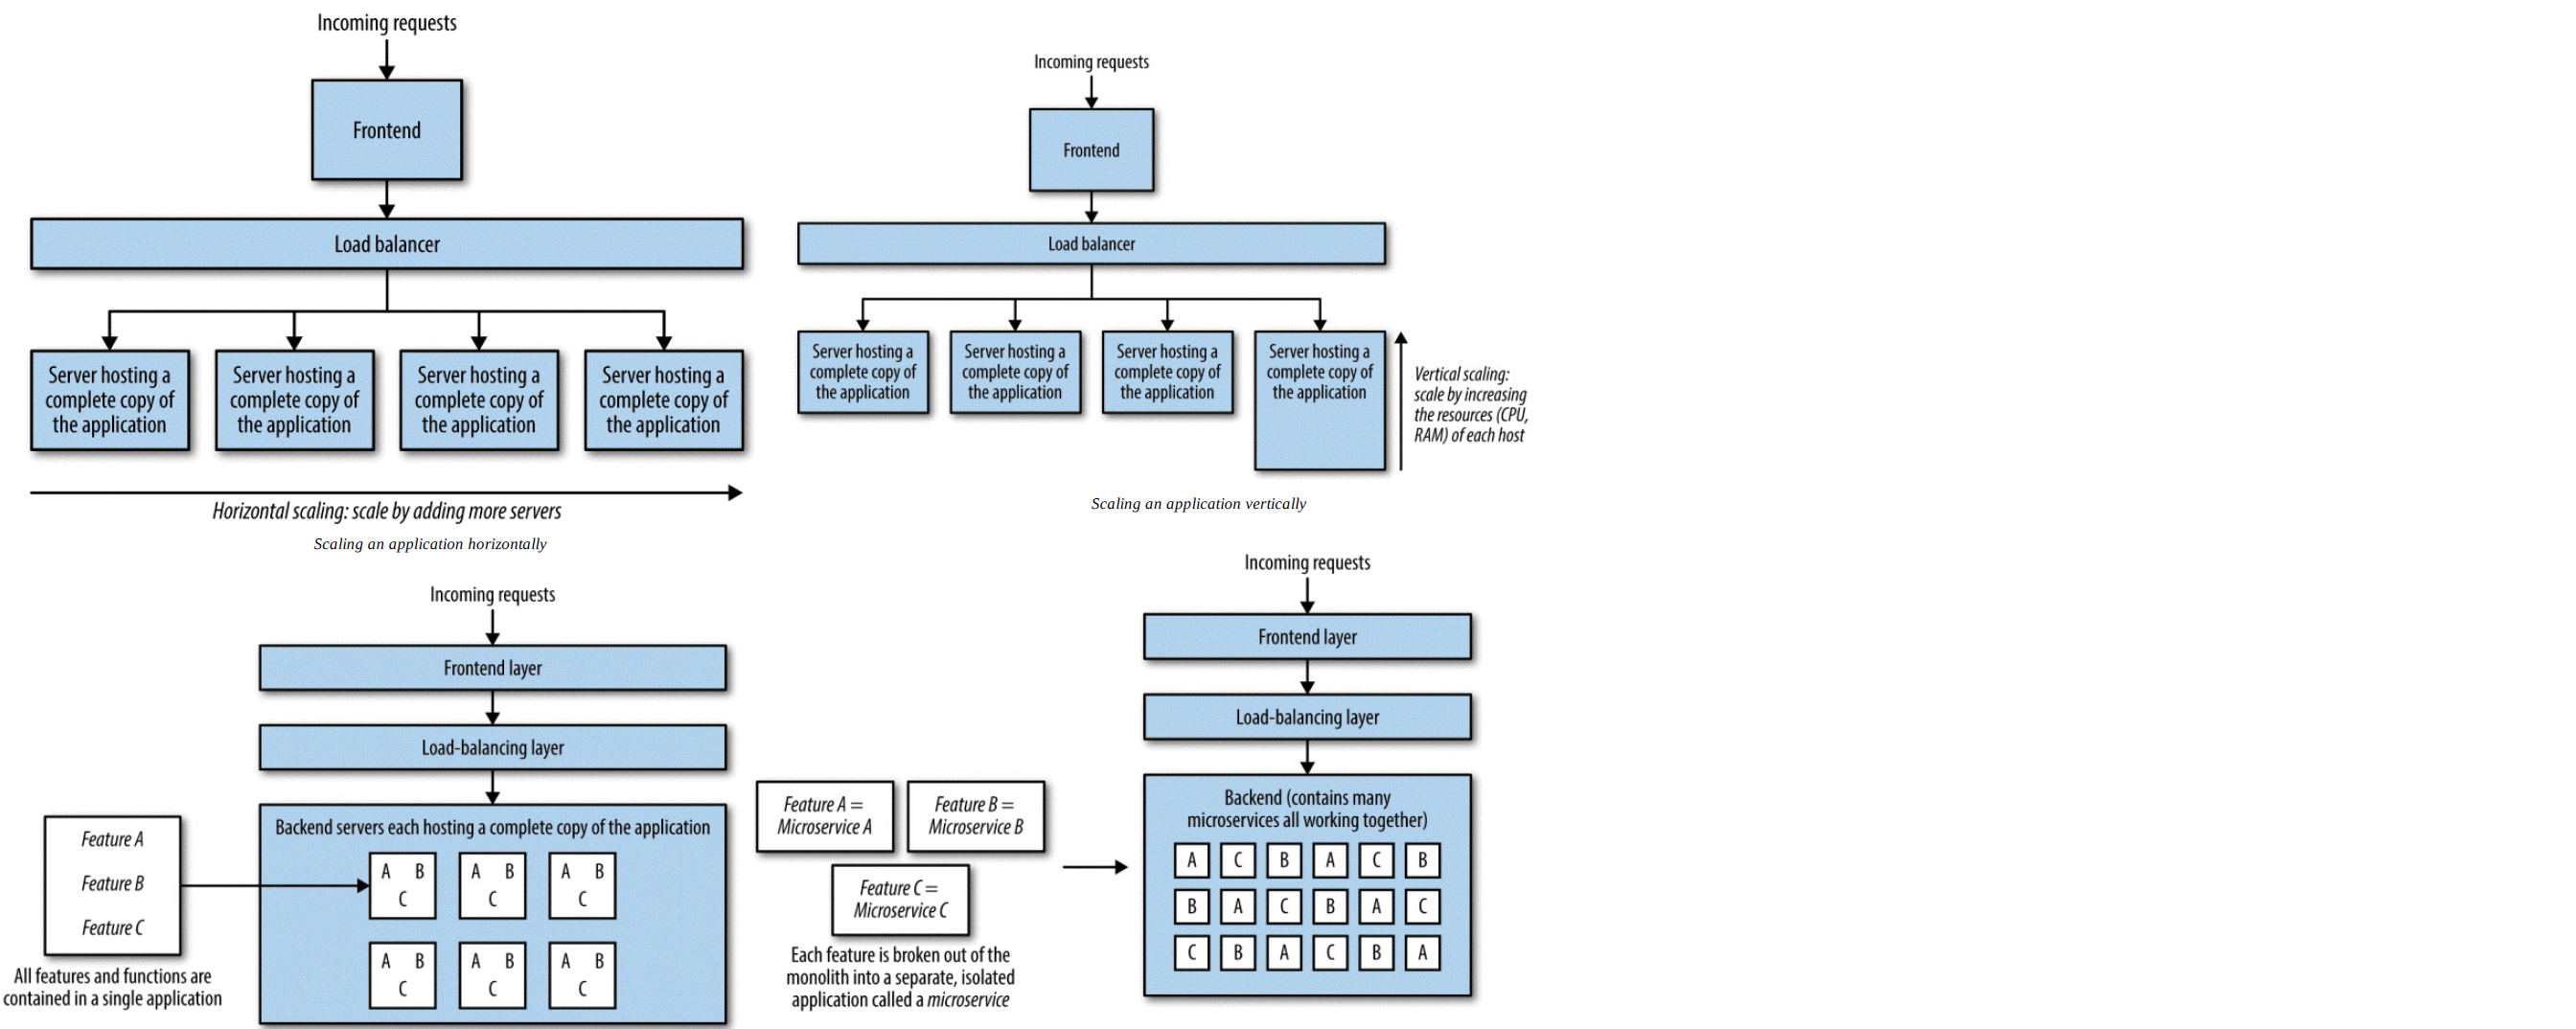 Incoming requests
Frontend
Load balancer
Server hosting a
complete copy of
the application
Server hosting a
complete copy of
the application
Server hosting a
complete copy of
the application
Server hosting a
complete copy of
the application
Horizontal scaling: scale by adding more servers
Scaling an application horizontally
Incoming requests
Frontend
Load balancer
Server hosting a
complete copy of
the application
Server hosting a
complete copy of
the application
Server hosting a
complete copy of
the application
Server hosting a
complete copy of
the application
Vertical scaling:
scale by increasing
the resources (CPU,
RAM) of each host
Scaling an application vertically
Incoming requests
Frontend layer
Load-balancing layer
Feature A
Feature B
Feature C
All features and functions are
contained in a single application
Backend servers each hosting a complete copy of the application
A B
C
A B
C
A B
C
A B
C
A B
C
A B
C
Incoming requests
Frontend layer
Load-balancing layer
Feature A =
Microservice A
Feature B =
Microservice B
Feature C =
Microservice C
Each feature is broken out of the
monolith into a separate, isolated
application called a microservice
Backend (contains many
microservices all working together)
A C B A C B
B A C B A C
C B A C B A